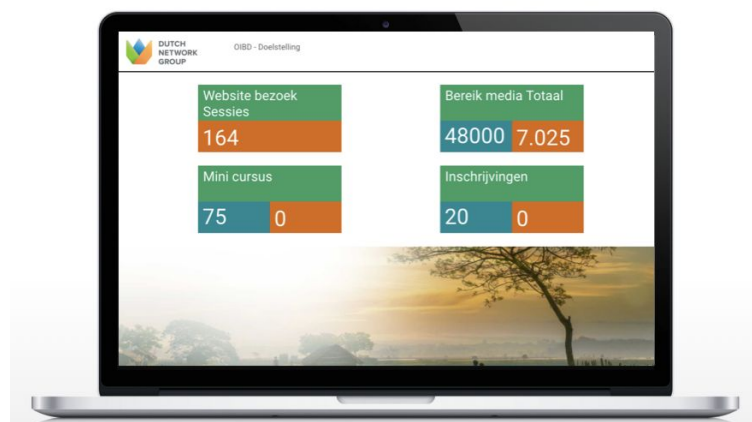 DUTCH
NETWORK
GROUP
OIBD - Doelstelling
Website bezoek
Sessies
164
Bereik media Totaal
48000 7.025
Mini cursus
75 0
Inschrijvingen
20 0